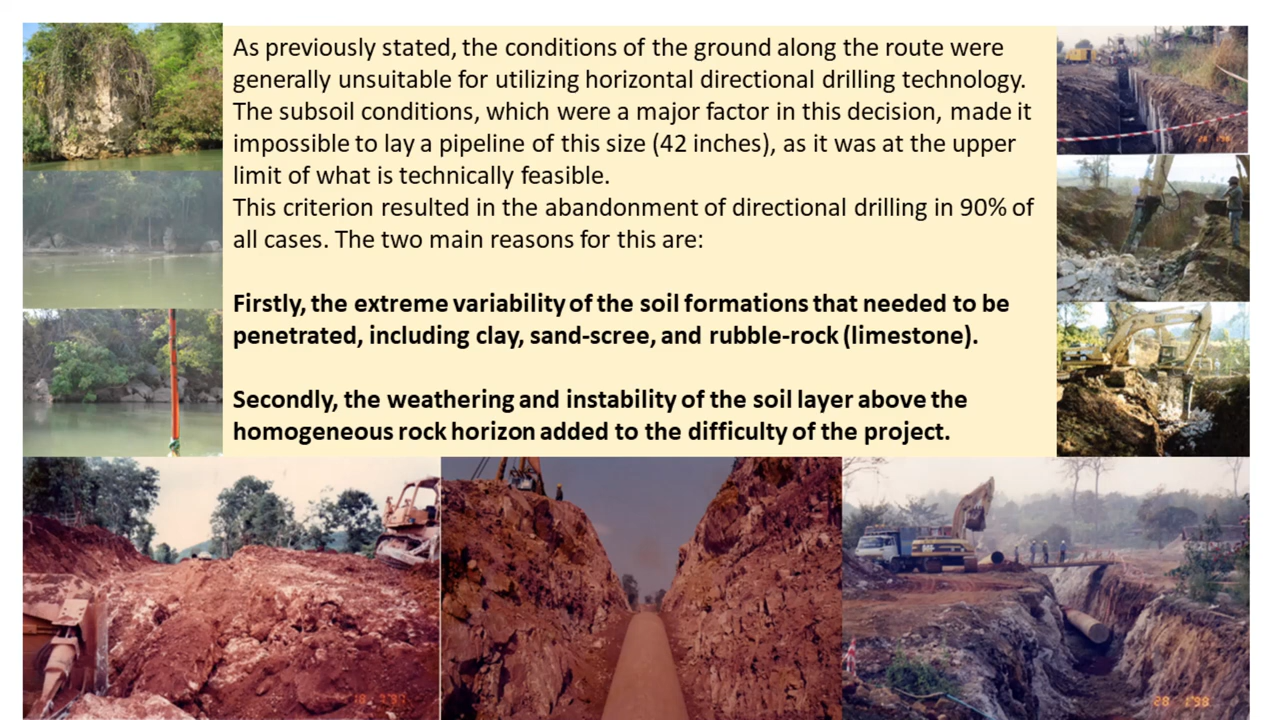 As previously stated, the conditions of the ground along the route were
generally unsuitable for utilizing horizontal directional drilling technology.
The subsoil conditions, which were a major factor in this decision, made it
impossible to lay a pipeline of this size (42 inches), as it was at the upper
limit of what is technically feasible.
This criterion resulted in the abandonment of directional drilling in 90% of
all cases. The two main reasons for this are:
Firstly, the extreme variability of the soil formations that needed to be
penetrated, including clay, sand-scree, and rubble-rock (limestone).
Secondly, the weathering and instability of the soil layer above the
homogeneous rock horizon added to the difficulty of the project.
28 1'98